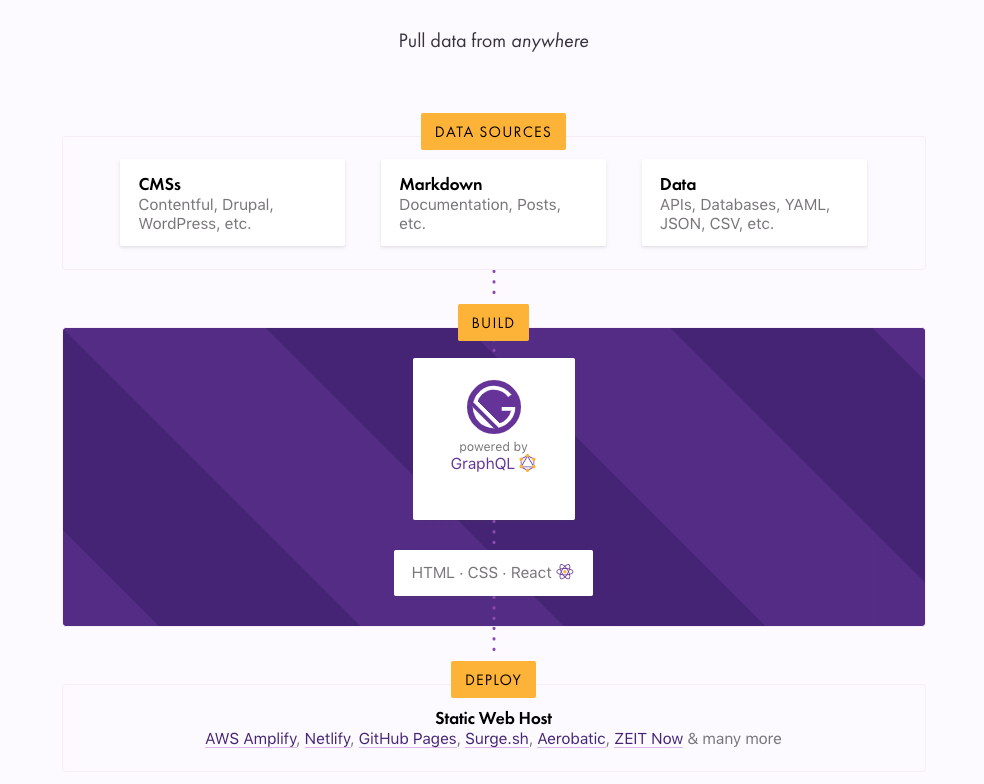 Pull data from anywhere
DATA SOURCES
CMSs
Contentful, Drupal,
WordPress, etc.
Markdown
Documentation, Posts,
etc.
Data
APIs, Databases, YAML,
JSON, CSV, etc.
BUILD
powered by
GraphQL
HTML · CSS · React
DEPLOY
Static Web Host
AWS Amplify, Netlify, GitHub Pages, Surge.sh, Aerobatic, ZEIT Now & many more